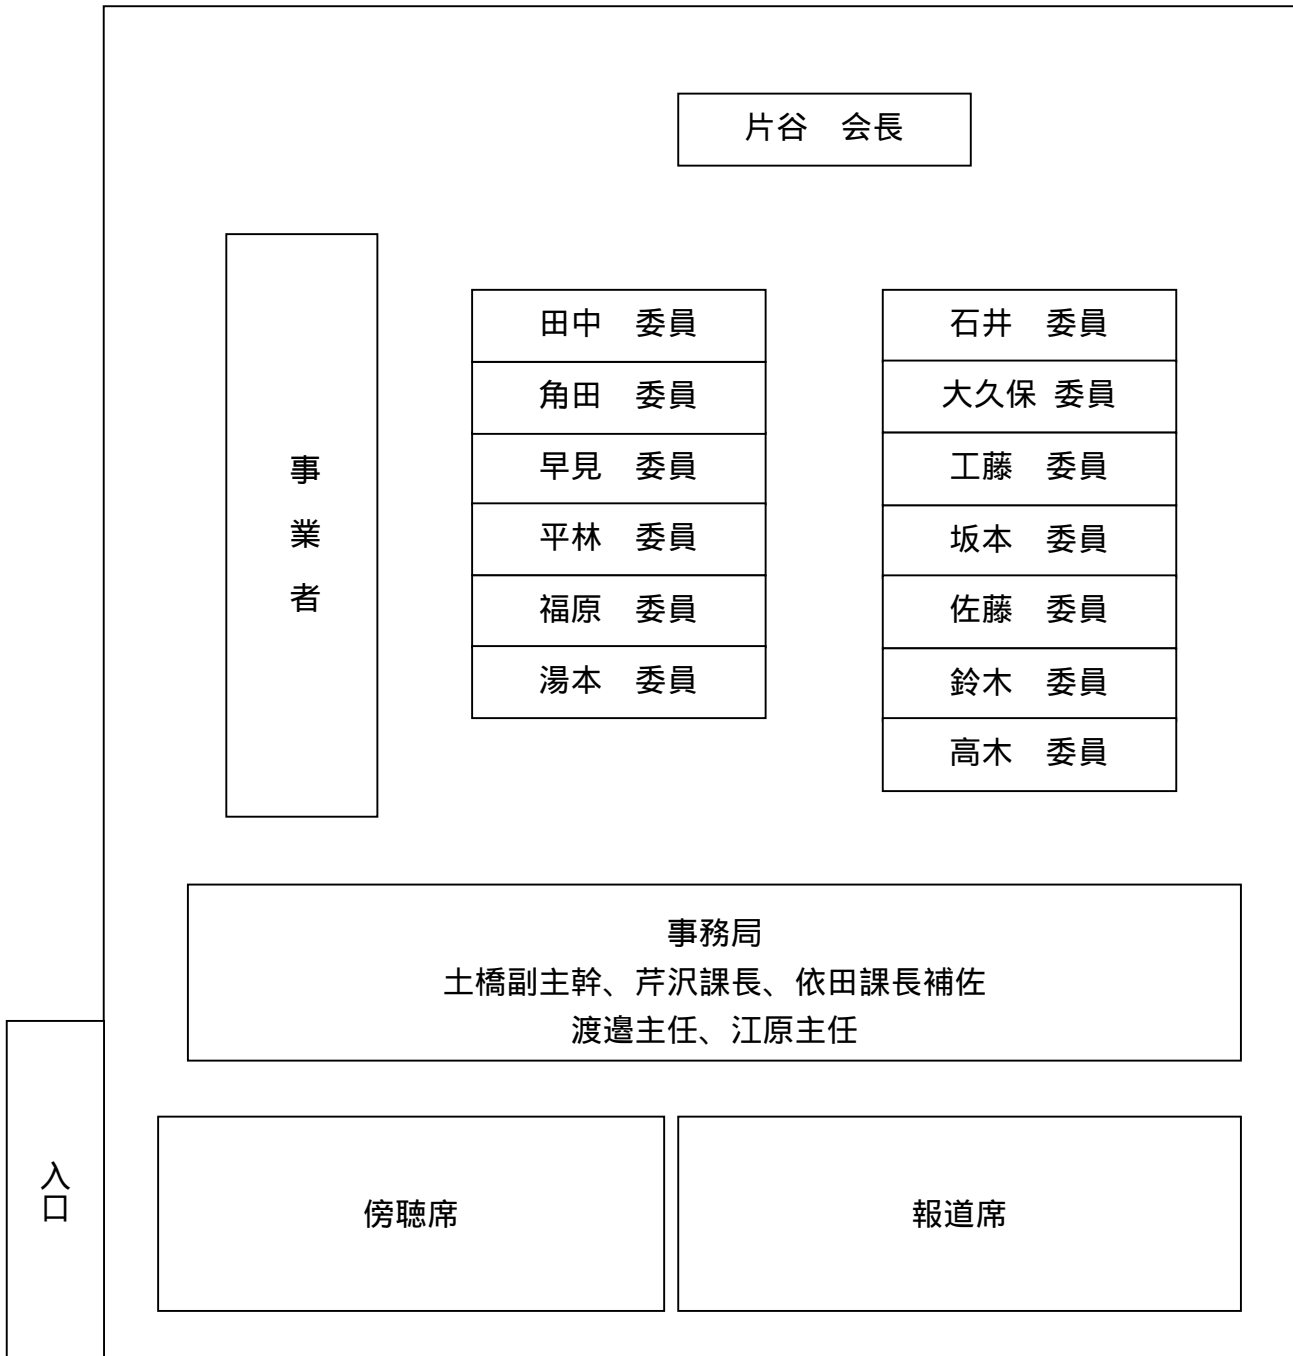 片谷　会長
事業者
田中　委員
角田　委員
早見　委員
平林　委員
福原　委員
湯本　委員
石井　委員
大久保 委員
工藤　委員
坂本　委員
佐藤　委員
鈴木　委員
高木　委員
事務局
土橋副主幹、芹沢課長、依田課長補佐
渡邉主任、江原主任
入口
傍聴席
報道席